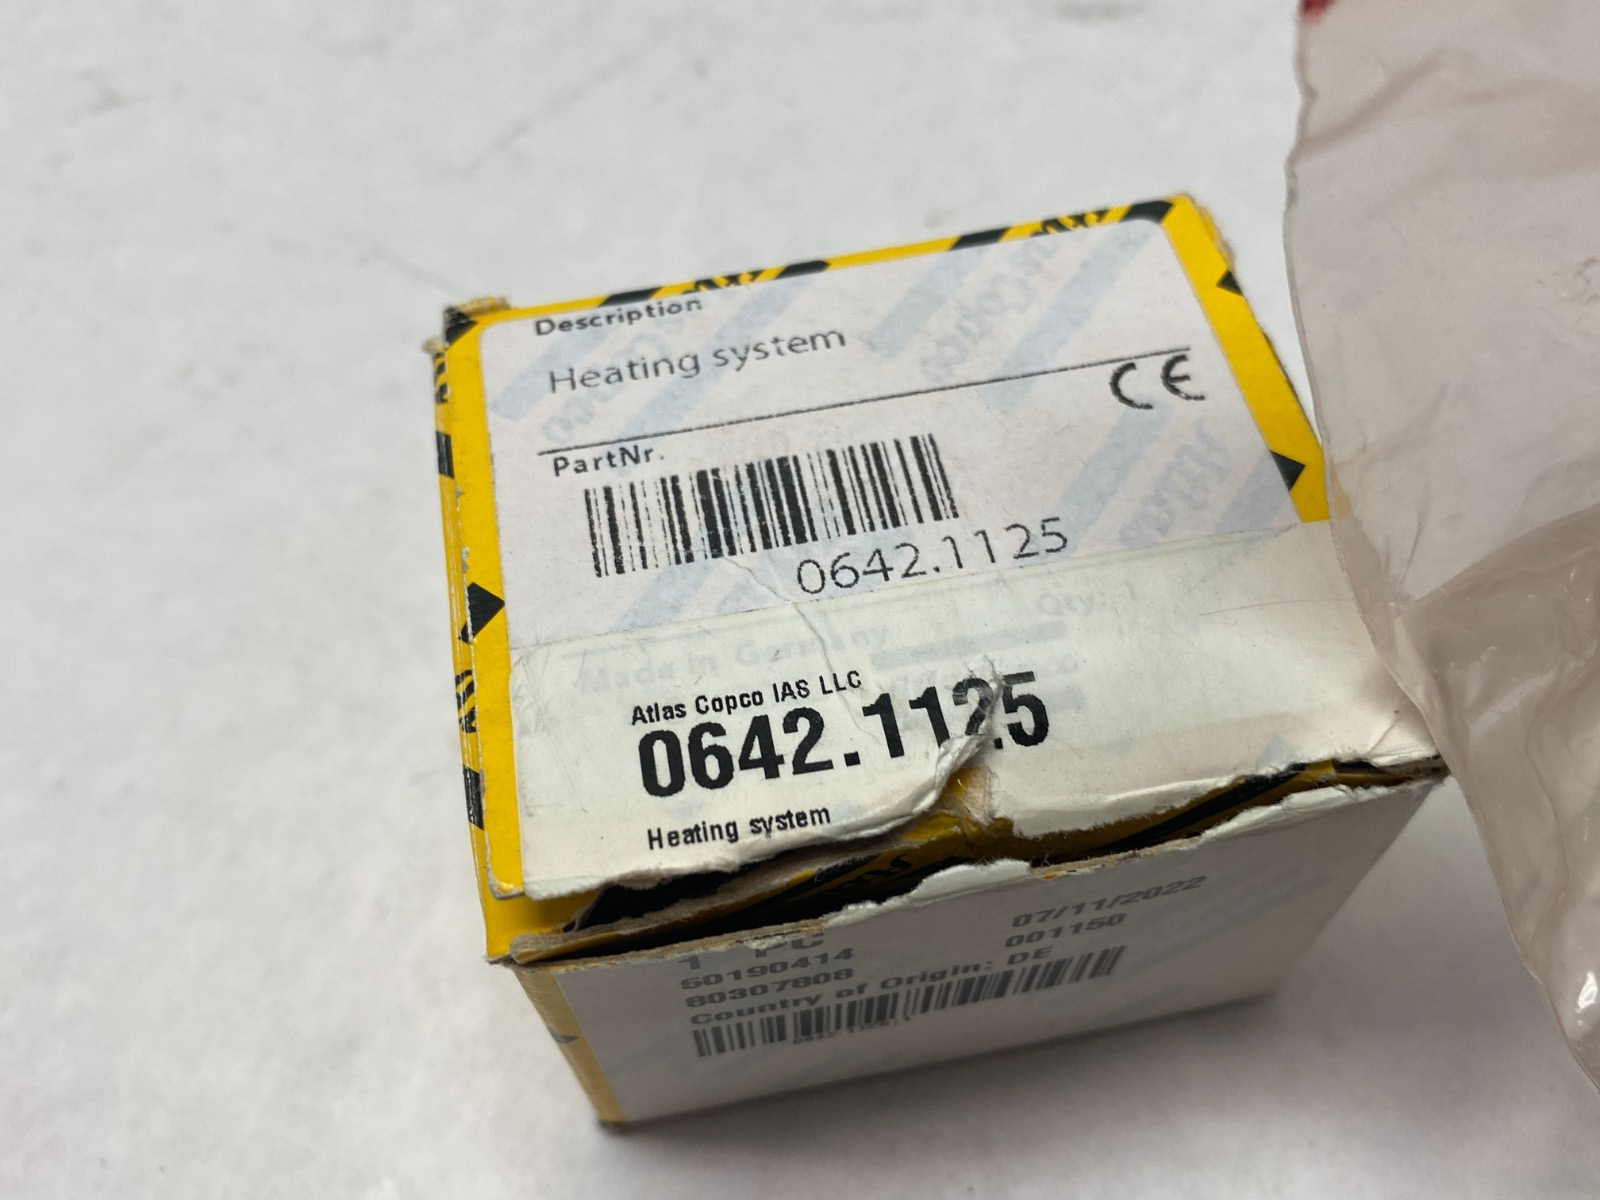 Description
Heating system
CE
PartNr.
0642.1125
Qty: 1
Made in Germany
Atlas Copco IAS LLC
0642.1125
Heating system
1 PC
07/11/2022
50190414
001150
80307808
Country of Origin: DE